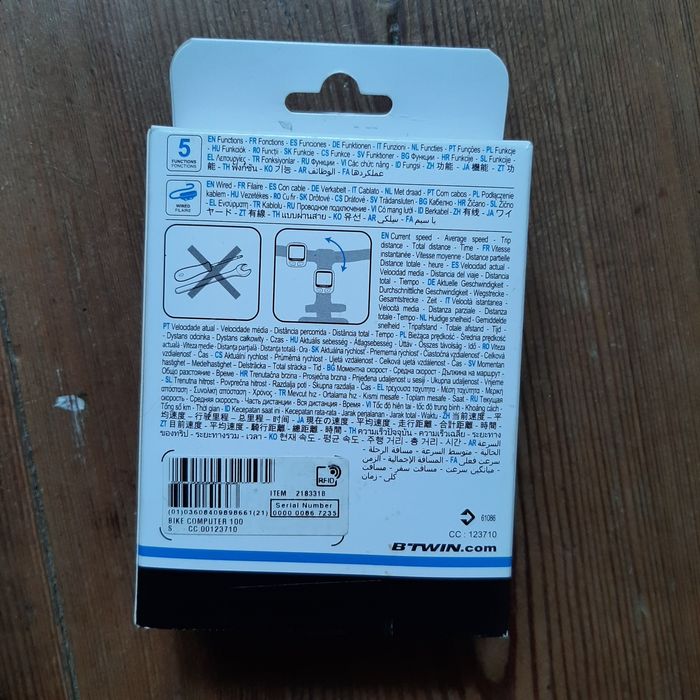 5
FUNCTIONS
FONCTIONS
EN Functions - FR Fonctions - ES Funciones - DE Funktionen - IT Funzioni - NL Functies - PT Funções - PL Funkcje
- HU Funkciók - RO Funcții - SK Funkcie - CS Funkce - SV Funktioner - BG Функции - HR Funkcije - SL Funkcije -
EL Λειτουργίες - TR Fonksiyonlar - RU Функции - VI Các chức năng - ID Fungsi - ZH 功能 - JA 機能 - ZT 功
能 - TH ฟังก์ชัน - KO 기능 - AR الوظائف - FA عملکردها
WIRED
FILAIRE
EN Wired - FR Filaire - ES Con cable - DE Verkabelt - IT Cablato - NL Met draad - PT Com cabos - PL Podłączenie
kablem - HU Vezetékes - RO Cu fir - SK Drôtové - CS Drátové - SV Trådansluten - BG Кабелно - HR Žičano - SL Žično
- EL Ενσύρματη - TR Kablolu - RU Проводное подключение - VI Có mạng lưới - ID Berkabel - ZH 有线 - JA ワイ
ヤード - ZT 有線 - TH แบบผ่านสาย - KO 유선 - AR سلكي - FA با سیم
EN Current speed - Average speed - Trip
distance - Total distance - Time - FR Vitesse
instantanée - Vitesse moyenne - Distance partielle
- Distance totale - heure - ES Velocidad actual -
Velocidad media - Distancia del viaje - Distancia
total - Tiempo - DE Aktuelle Geschwindigkeit -
Durchschnittliche Geschwindigkeit - Wegstrecke -
Gesamtstrecke - Zeit - IT Velocità istantanea -
Velocità media - Distanza parziale - Distanza
totale - Tempo - NL Huidige snelheid - Gemiddelde
snelheid - Tripafstand - Totale afstand - Tijd -
PT Velocidade atual - Velocidade média - Distância percorrida - Distância total - Tempo - PL Bieżąca prędkość - Średnia prędkość
- Dystans odcinka - Dystans całkowity - Czas - HU Aktuális sebesség - Átlagsebesség - Úttáv - Összes távolság - Idő - RO Viteza
actuală - Viteza medie - Distanța parțială - Distanța totală - Ora - SK Aktuálna rýchlosť - Priemerná rýchlosť - Čiastočná vzdialenosť - Celková
vzdialenosť - Čas - CS Aktuální rychlost - Průměrná rychlost - Ujetá vzdálenost - Celková vzdálenost - Čas - SV Momentan
hastighet - Medelhastighet - Delsträcka - Total sträcka - Tid - BG Моментна скорост - Средна скорост - Дължина на маршрут -
Общо разстояние - Време - HR Trenutačna brzina - Prosječna brzina - Prijeđena udaljenost u sesiji - Ukupna udaljenost - Vrijeme
- SL Trenutna hitrost - Povprečna hitrost - Razdalja poti - Skupna razdalja - Čas - EL τρέχουσα ταχύτητα - Μέση ταχύτητα - Μερική
απόσταση - Συνολική απόσταση - Χρόνος - TR Mevcut hız - Ortalama hız - Kısmi mesafe - Toplam mesafe - Saat - RU Текущая
скорость - Средняя скорость - Часть дистанции - Вся дистанция - Время - VI Tốc độ hiện tại - tốc độ trung bình - Khoảng cách -
Tổng số km - Thời gian - ID Kecepatan saat ini - Kecepatan rata-rata - Jarak perjalanan - Jarak total - Waktu - ZH 当前速度 - 平
均速度 - 行驶里程 - 总里程 - 时间 - JA 現在の速度 - 平均速度 - 走行距離 - 合計距離 - 時間 -
ZT 目前速度 - 平均速度 - 騎行距離 - 總距離 - 時間 - TH ความเร็วปัจจุบัน - ความเร็วเฉลี่ย - ระยะทาง
ของทริป - ระยะทางรวม - เวลา - KO 현재 속도 - 평균 속도 - 주행 거리 - 총 거리 - 시간 - AR السرعة
الحالية - متوسط السرعة - مسافة الرحلة
- المسافة الإجمالية - الزمن FA سرعت فعلی
- میانگین سرعت - مسافت سفر - مسافت
کلی - زمان
RFID
ITEM 2183318
(01)03608409898661(21)
Serial Number
0000 0086 7235
BIKE COMPUTER 100
S CC 00123710
61086
CC : 123710
BTWIN.com